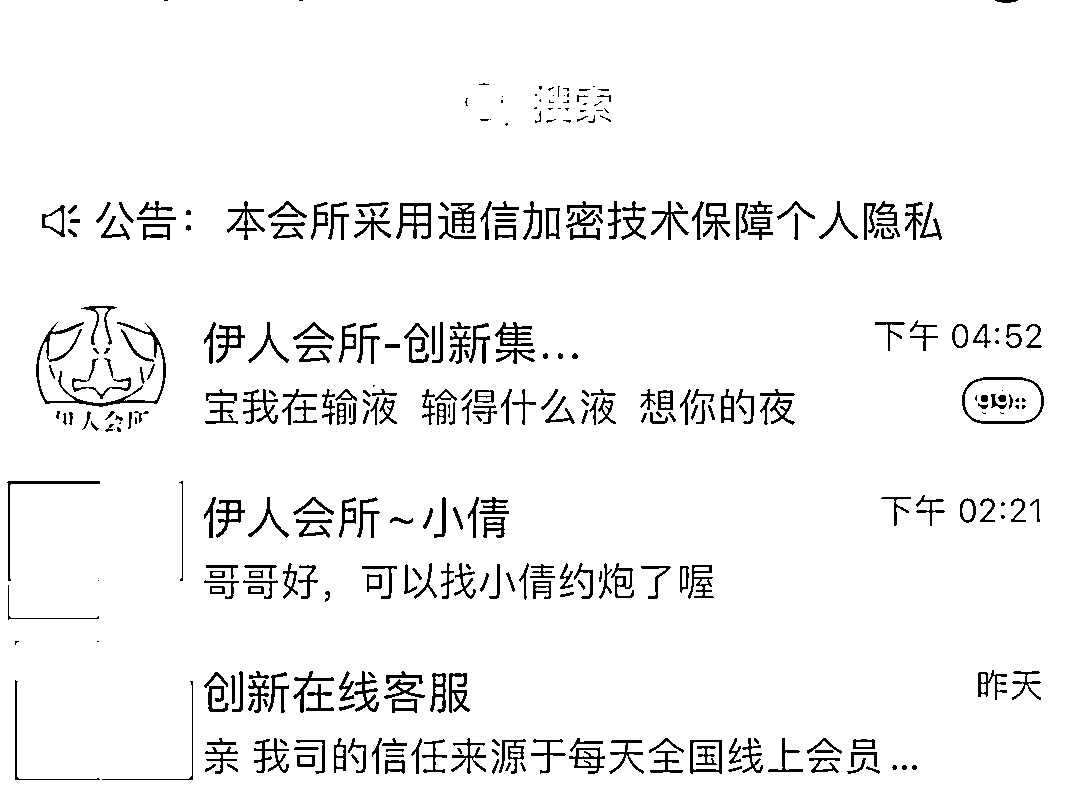 搜索
公告：本会所采用通信加密技术保障个人隐私
伊人会所-创新集...
下午 04:52
宝我在输液 输得什么液 想你的夜
伊人会所
伊人会所~小倩
下午 02:21
哥哥好，可以找小倩约炮了喔
创新在线客服
昨天
亲 我司的信任来源于每天全国线上会员...